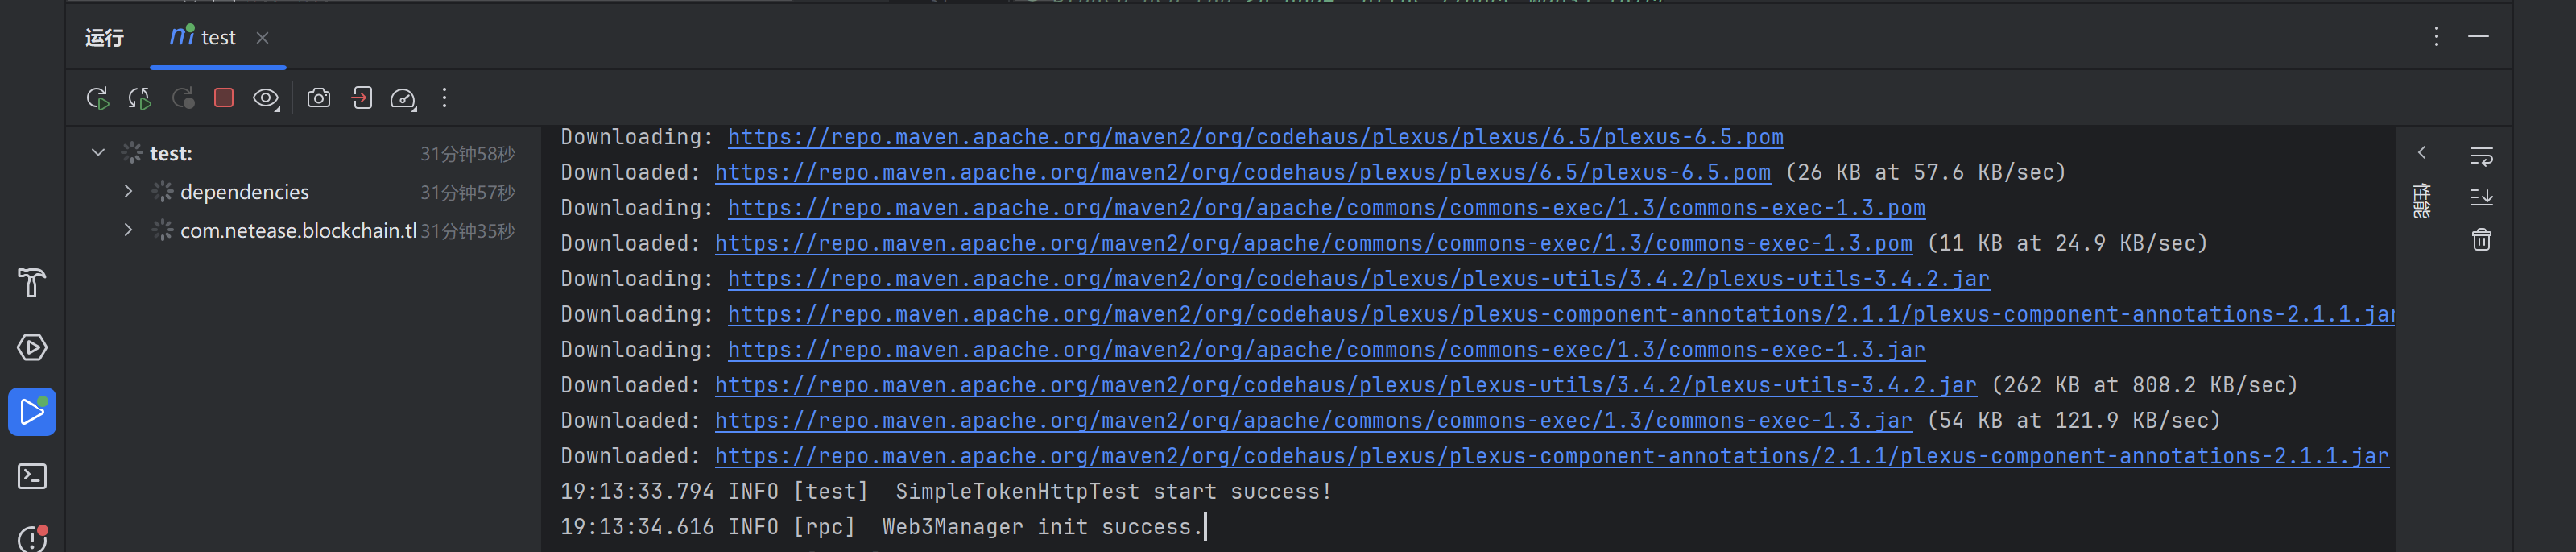 运行 test
test: 31分钟58秒
dependencies 31分钟57秒
com.netease.blockchain.tl 31分钟35秒
Downloading: https://repo.maven.apache.org/maven2/org/codehaus/plexus/plexus/6.5/plexus-6.5.pom
Downloaded: https://repo.maven.apache.org/maven2/org/codehaus/plexus/plexus/6.5/plexus-6.5.pom (26 KB at 57.6 KB/sec)
Downloading: https://repo.maven.apache.org/maven2/org/apache/commons/commons-exec/1.3/commons-exec-1.3.pom
Downloaded: https://repo.maven.apache.org/maven2/org/apache/commons/commons-exec/1.3/commons-exec-1.3.pom (11 KB at 24.9 KB/sec)
Downloading: https://repo.maven.apache.org/maven2/org/codehaus/plexus/plexus-utils/3.4.2/plexus-utils-3.4.2.jar
Downloading: https://repo.maven.apache.org/maven2/org/codehaus/plexus/plexus-component-annotations/2.1.1/plexus-component-annotations-2.1.1.jar
Downloading: https://repo.maven.apache.org/maven2/org/apache/commons/commons-exec/1.3/commons-exec-1.3.jar
Downloaded: https://repo.maven.apache.org/maven2/org/codehaus/plexus/plexus-utils/3.4.2/plexus-utils-3.4.2.jar (262 KB at 808.2 KB/sec)
Downloaded: https://repo.maven.apache.org/maven2/org/apache/commons/commons-exec/1.3/commons-exec-1.3.jar (54 KB at 121.9 KB/sec)
Downloaded: https://repo.maven.apache.org/maven2/org/codehaus/plexus/plexus-component-annotations/2.1.1/plexus-component-annotations-2.1.1.jar
19:13:33.794 INFO [test]  SimpleTokenHttpTest start success!
19:13:34.616 INFO [rpc]  Web3Manager init success.
性能